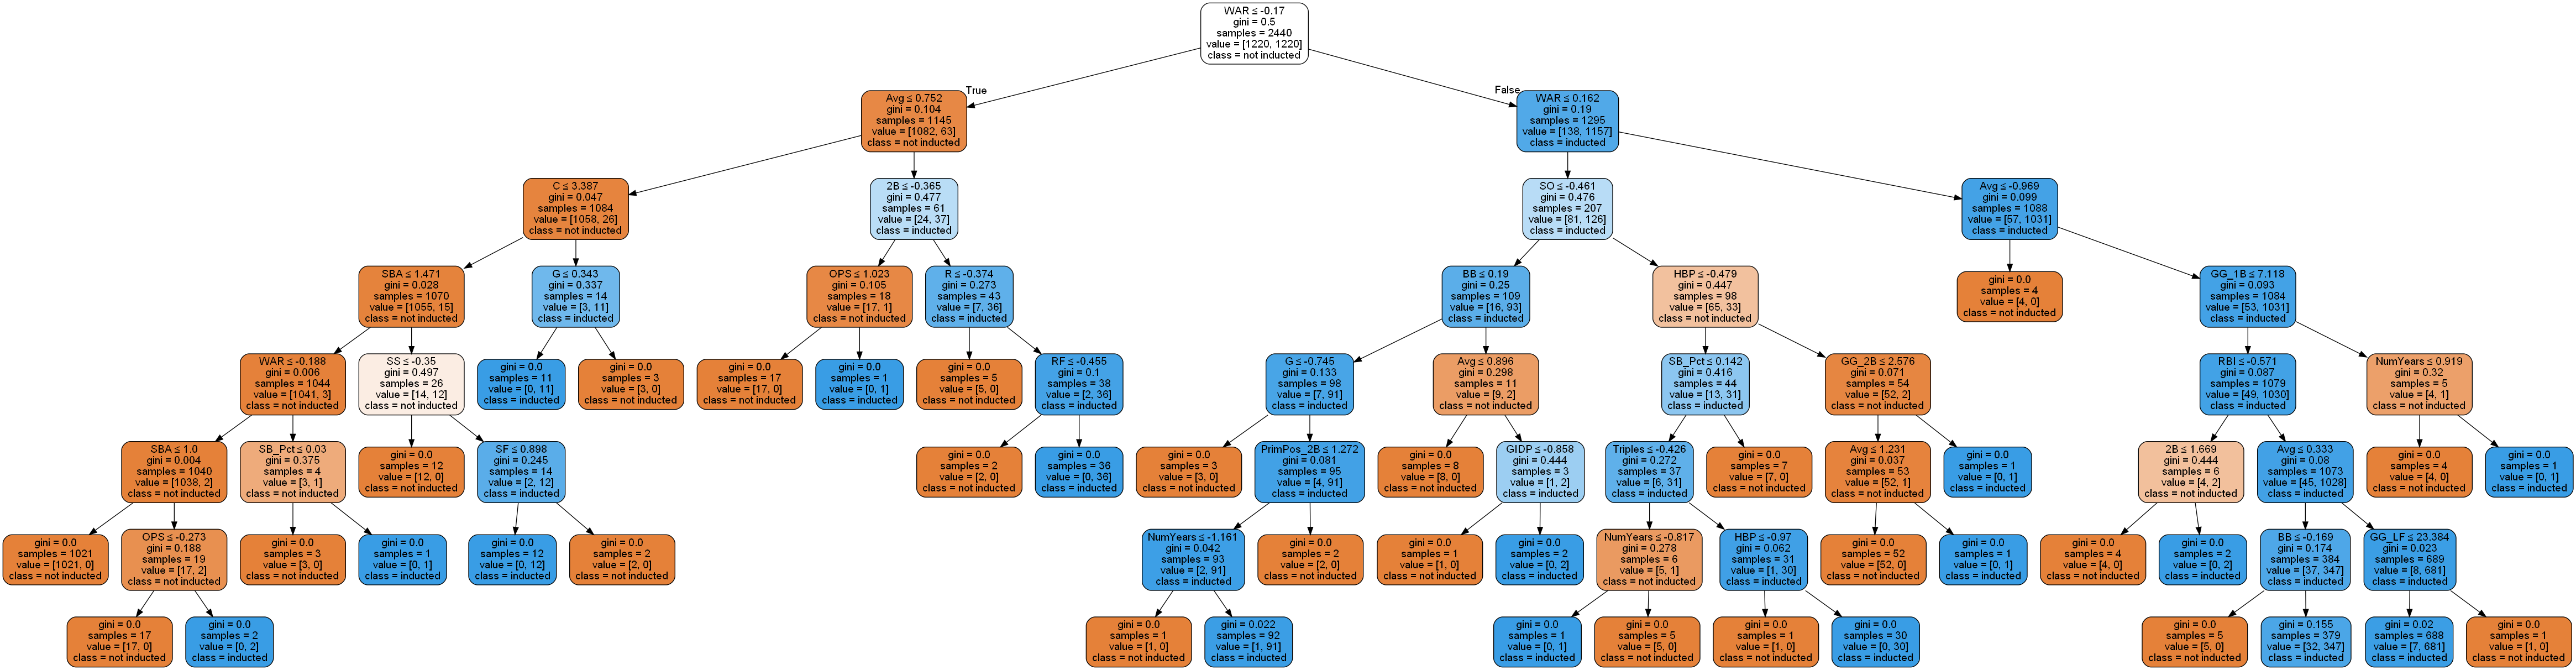 WAR ≤ -0.17
gini = 0.5
samples = 2440
value = [1220, 1220]
class = not inducted
True
False
Avg ≤ 0.752
gini = 0.104
samples = 1145
value = [1082, 63]
class = not inducted
WAR ≤ 0.162
gini = 0.19
samples = 1295
value = [138, 1157]
class = inducted
C ≤ 3.387
gini = 0.047
samples = 1084
value = [1058, 26]
class = not inducted
2B ≤ -0.365
gini = 0.477
samples = 61
value = [24, 37]
class = inducted
SO ≤ -0.461
gini = 0.476
samples = 207
value = [81, 126]
class = inducted
Avg ≤ -0.969
gini = 0.099
samples = 1088
value = [57, 1031]
class = inducted
SBA ≤ 1.471
gini = 0.028
samples = 1070
value = [1055, 15]
class = not inducted
G ≤ 0.343
gini = 0.337
samples = 14
value = [3, 11]
class = inducted
OPS ≤ 1.023
gini = 0.105
samples = 18
value = [17, 1]
class = not inducted
R ≤ -0.374
gini = 0.273
samples = 43
value = [7, 36]
class = inducted
BB ≤ 0.19
gini = 0.25
samples = 109
value = [16, 93]
class = inducted
HBP ≤ -0.479
gini = 0.447
samples = 98
value = [65, 33]
class = not inducted
gini = 0.0
samples = 4
value = [4, 0]
class = not inducted
GG_1B ≤ 7.118
gini = 0.093
samples = 1084
value = [53, 1031]
class = inducted
WAR ≤ -0.188
gini = 0.006
samples = 1044
value = [1041, 3]
class = not inducted
SS ≤ -0.35
gini = 0.497
samples = 26
value = [14, 12]
class = not inducted
gini = 0.0
samples = 11
value = [0, 11]
class = inducted
gini = 0.0
samples = 3
value = [3, 0]
class = not inducted
gini = 0.0
samples = 17
value = [17, 0]
class = not inducted
gini = 0.0
samples = 1
value = [0, 1]
class = inducted
gini = 0.0
samples = 5
value = [5, 0]
class = not inducted
RF ≤ -0.455
gini = 0.1
samples = 38
value = [2, 36]
class = inducted
G ≤ -0.745
gini = 0.133
samples = 98
value = [7, 91]
class = inducted
Avg ≤ 0.896
gini = 0.298
samples = 11
value = [9, 2]
class = not inducted
SB_Pct ≤ 0.142
gini = 0.416
samples = 44
value = [13, 31]
class = inducted
GG_2B ≤ 2.576
gini = 0.071
samples = 54
value = [52, 2]
class = not inducted
RBI ≤ -0.571
gini = 0.087
samples = 1079
value = [49, 1030]
class = inducted
NumYears ≤ 0.919
gini = 0.32
samples = 5
value = [4, 1]
class = not inducted
SBA ≤ 1.0
gini = 0.004
samples = 1040
value = [1038, 2]
class = not inducted
SB_Pct ≤ 0.03
gini = 0.375
samples = 4
value = [3, 1]
class = not inducted
gini = 0.0
samples = 12
value = [12, 0]
class = not inducted
SF ≤ 0.898
gini = 0.245
samples = 14
value = [2, 12]
class = inducted
gini = 0.0
samples = 2
value = [2, 0]
class = not inducted
gini = 0.0
samples = 36
value = [0, 36]
class = inducted
gini = 0.0
samples = 3
value = [3, 0]
class = not inducted
PrimPos_2B ≤ 1.272
gini = 0.081
samples = 95
value = [4, 91]
class = inducted
gini = 0.0
samples = 8
value = [8, 0]
class = not inducted
GIDP ≤ -0.858
gini = 0.444
samples = 3
value = [1, 2]
class = inducted
Triples ≤ -0.426
gini = 0.272
samples = 37
value = [6, 31]
class = inducted
gini = 0.0
samples = 7
value = [7, 0]
class = not inducted
Avg ≤ 1.231
gini = 0.037
samples = 53
value = [52, 1]
class = not inducted
gini = 0.0
samples = 1
value = [0, 1]
class = inducted
2B ≤ 1.669
gini = 0.444
samples = 6
value = [4, 2]
class = not inducted
Avg ≤ 0.333
gini = 0.08
samples = 1073
value = [45, 1028]
class = inducted
gini = 0.0
samples = 4
value = [4, 0]
class = not inducted
gini = 0.0
samples = 1
value = [0, 1]
class = inducted
gini = 0.0
samples = 1021
value = [1021, 0]
class = not inducted
OPS ≤ -0.273
gini = 0.188
samples = 19
value = [17, 2]
class = not inducted
gini = 0.0
samples = 3
value = [3, 0]
class = not inducted
gini = 0.0
samples = 1
value = [0, 1]
class = inducted
gini = 0.0
samples = 12
value = [0, 12]
class = inducted
gini = 0.0
samples = 2
value = [2, 0]
class = not inducted
NumYears ≤ -1.161
gini = 0.042
samples = 93
value = [2, 91]
class = inducted
gini = 0.0
samples = 2
value = [2, 0]
class = not inducted
gini = 0.0
samples = 1
value = [1, 0]
class = not inducted
gini = 0.0
samples = 2
value = [0, 2]
class = inducted
NumYears ≤ -0.817
gini = 0.278
samples = 6
value = [5, 1]
class = not inducted
HBP ≤ -0.97
gini = 0.062
samples = 31
value = [1, 30]
class = inducted
gini = 0.0
samples = 52
value = [52, 0]
class = not inducted
gini = 0.0
samples = 1
value = [0, 1]
class = inducted
gini = 0.0
samples = 4
value = [4, 0]
class = not inducted
gini = 0.0
samples = 2
value = [0, 2]
class = inducted
BB ≤ -0.169
gini = 0.174
samples = 384
value = [37, 347]
class = inducted
GG_LF ≤ 23.384
gini = 0.023
samples = 689
value = [8, 681]
class = inducted
gini = 0.0
samples = 17
value = [17, 0]
class = not inducted
gini = 0.0
samples = 2
value = [0, 2]
class = inducted
gini = 0.0
samples = 1
value = [1, 0]
class = not inducted
gini = 0.022
samples = 92
value = [1, 91]
class = inducted
gini = 0.0
samples = 1
value = [0, 1]
class = inducted
gini = 0.0
samples = 5
value = [5, 0]
class = not inducted
gini = 0.0
samples = 1
value = [1, 0]
class = not inducted
gini = 0.0
samples = 30
value = [0, 30]
class = inducted
gini = 0.0
samples = 5
value = [5, 0]
class = not inducted
gini = 0.155
samples = 379
value = [32, 347]
class = inducted
gini = 0.02
samples = 688
value = [7, 681]
class = inducted
gini = 0.0
samples = 1
value = [1, 0]
class = not inducted